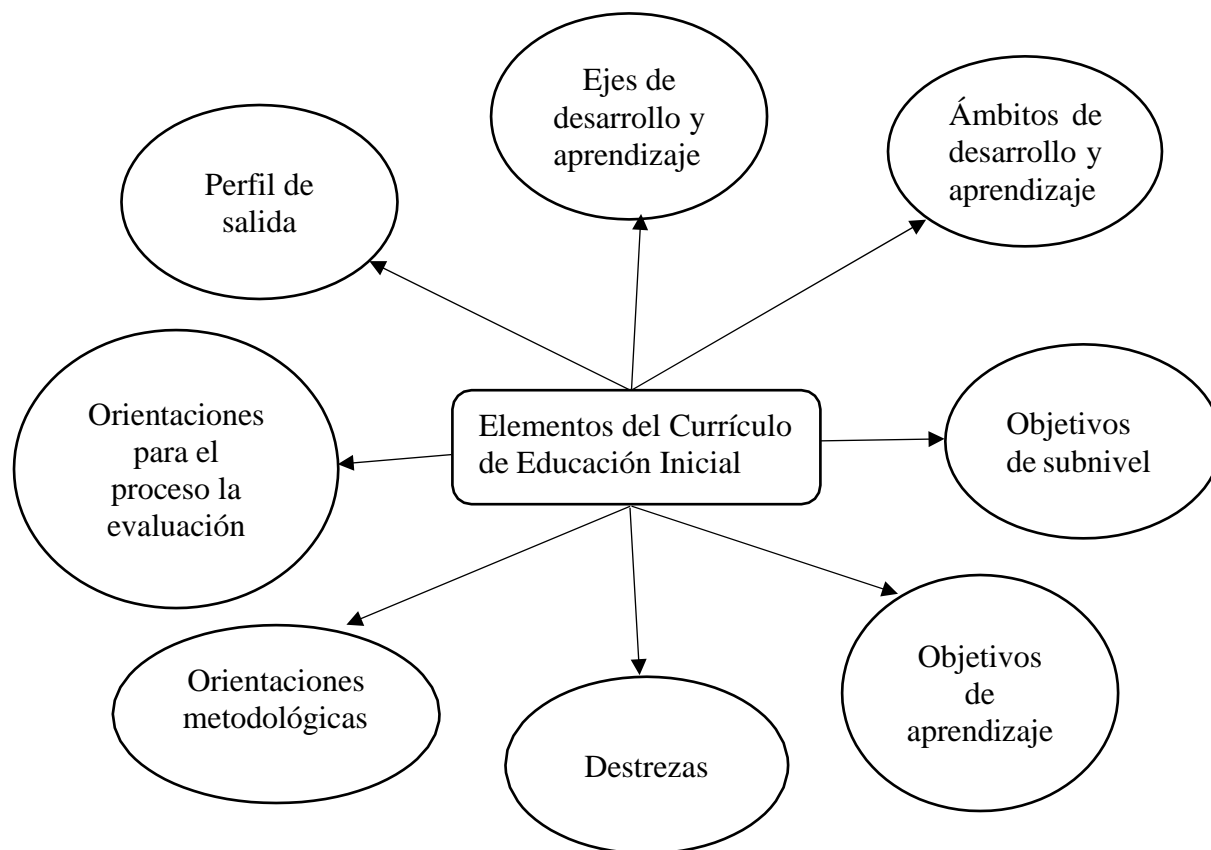 Ejes de
desarrollo y
aprendizaje
Ámbitos de
desarrollo y
aprendizaje
Perfil de
salida
Orientaciones
para el
proceso la
evaluación
Elementos del Currículo
de Educación Inicial
Objetivos
de subnivel
Orientaciones
metodológicas
Destrezas
Objetivos
de
aprendizaje